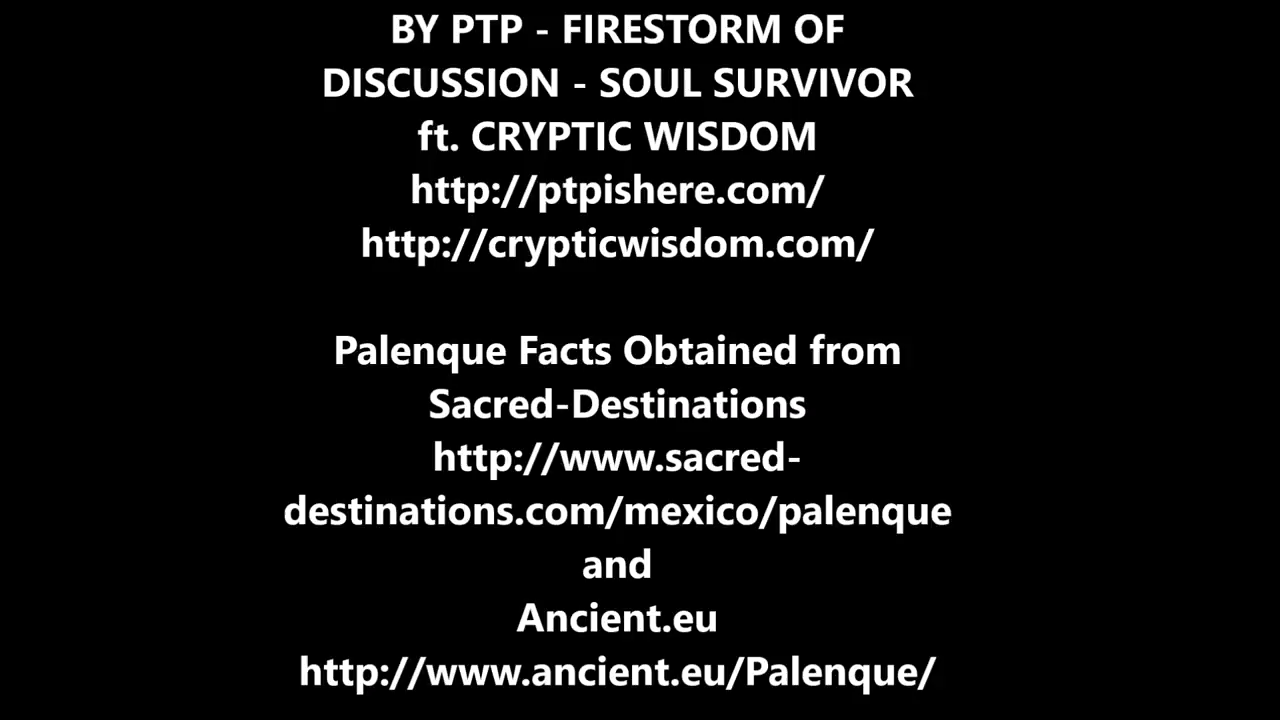 BY PTP - FIRESTORM OF
DISCUSSION - SOUL SURVIVOR
ft. CRYPTIC WISDOM
http://ptpishere.com/
http://crypticwisdom.com/
Palenque Facts Obtained from
Sacred-Destinations
http://www.sacred-
destinations.com/mexico/palenque
and
Ancient.eu
http://www.ancient.eu/Palenque/